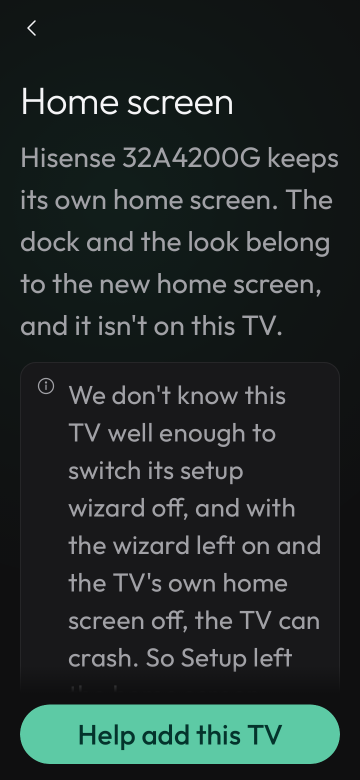 Home screen
Hisense 32A4200G keeps
its own home screen. The
dock and the look belong
to the new home screen,
and it isn't on this TV.
We don't know this
TV well enough to
switch its setup
wizard off, and with
the wizard left on and
the TV's own home
screen off, the TV can
crash. So Setup left
Help add this TV